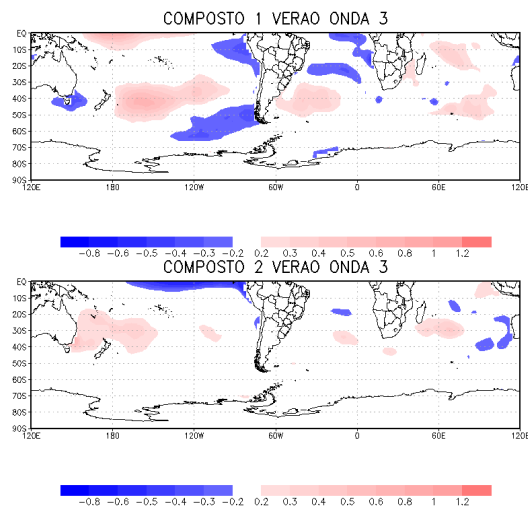 COMPOSTO 1 VERAO ONDA 3
EQ
10S
20S
30S
40S
50S
60S
70S
80S
90S
120E 180 120W 60W 0 60E 120E
-0.8 -0.6 -0.5 -0.4 -0.3 -0.2 0.2 0.3 0.5 0.6 0.8 1 1.2
COMPOSTO 2 VERAO ONDA 3
EQ
10S
20S
30S
40S
50S
60S
70S
80S
90S
120E 180 120W 60W 0 60E 120E
-0.8 -0.6 -0.5 -0.4 -0.3 -0.2 0.2 0.3 0.5 0.6 0.8 1 1.2